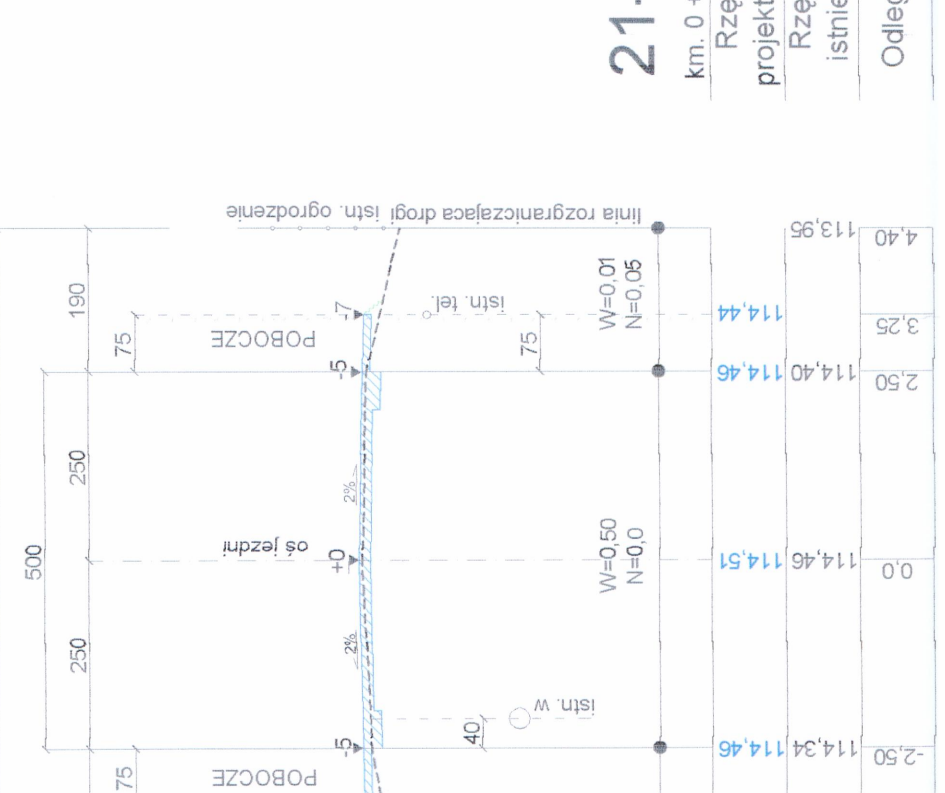 21-
km. 0 +
Rzę
projekt
Rzę
istnie
Odleg
linia rozgraniczajaca drogi istn. ogrodzenie
190
75
POBOCZE
-7
istn. tel.
75
W=0,01
N=0,05
114,44
113,95
4,40
3,25
-5
114,46
114,40
2,50
500
250
2%
oś jezdni
+0
W=0,50
N=0,0
114,51
114,46
0,0
250
2%
istn. w
40
-5
114,46
114,34
-2,50
75
POBOCZE